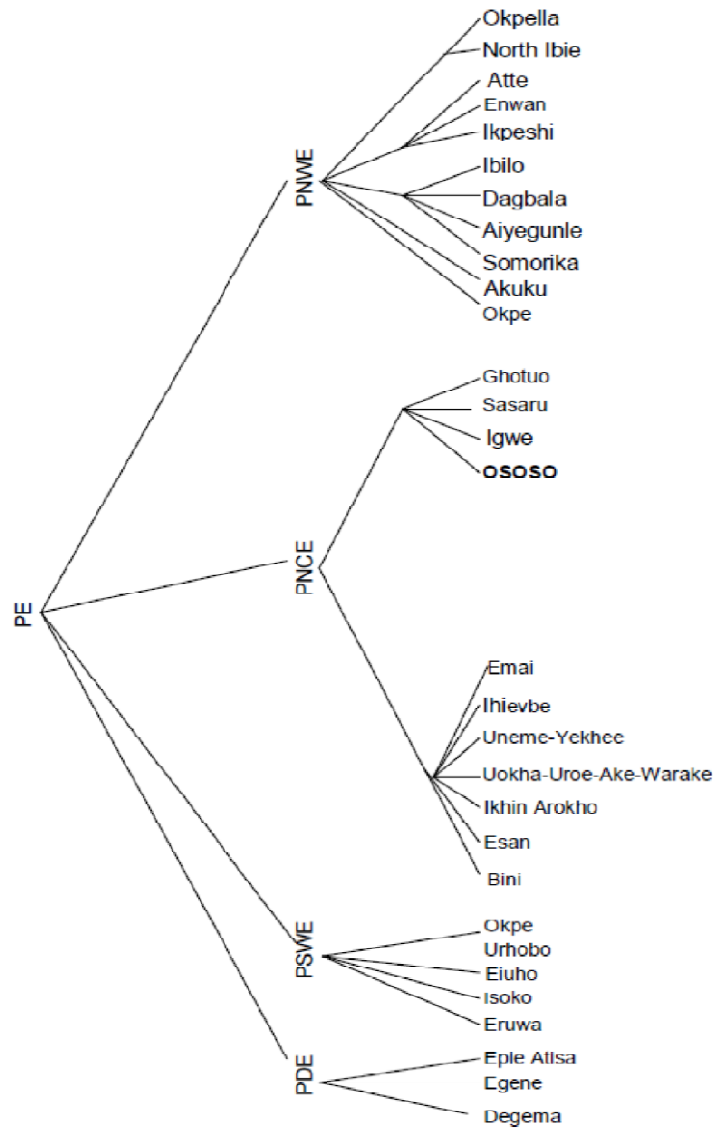 Okpella
North Ibie
Atte
Enwan
Ikpeshi
Ibilo
Dagbala
Aiyegunle
Somorika
Akuku
Okpe
PNWE
Ghotuo
Sasaru
Igwe
OSOSO
PNCE
PE
Emai
Ihievbe
Uneme-Yekhee
Uokha-Uroe-Ake-Warake
Ikhin Arokho
Esan
Bini
Okpe
Urhobo
Eiuho
Isoko
Eruwa
PSWE
Epie Atisa
Egene
Degema
PDE